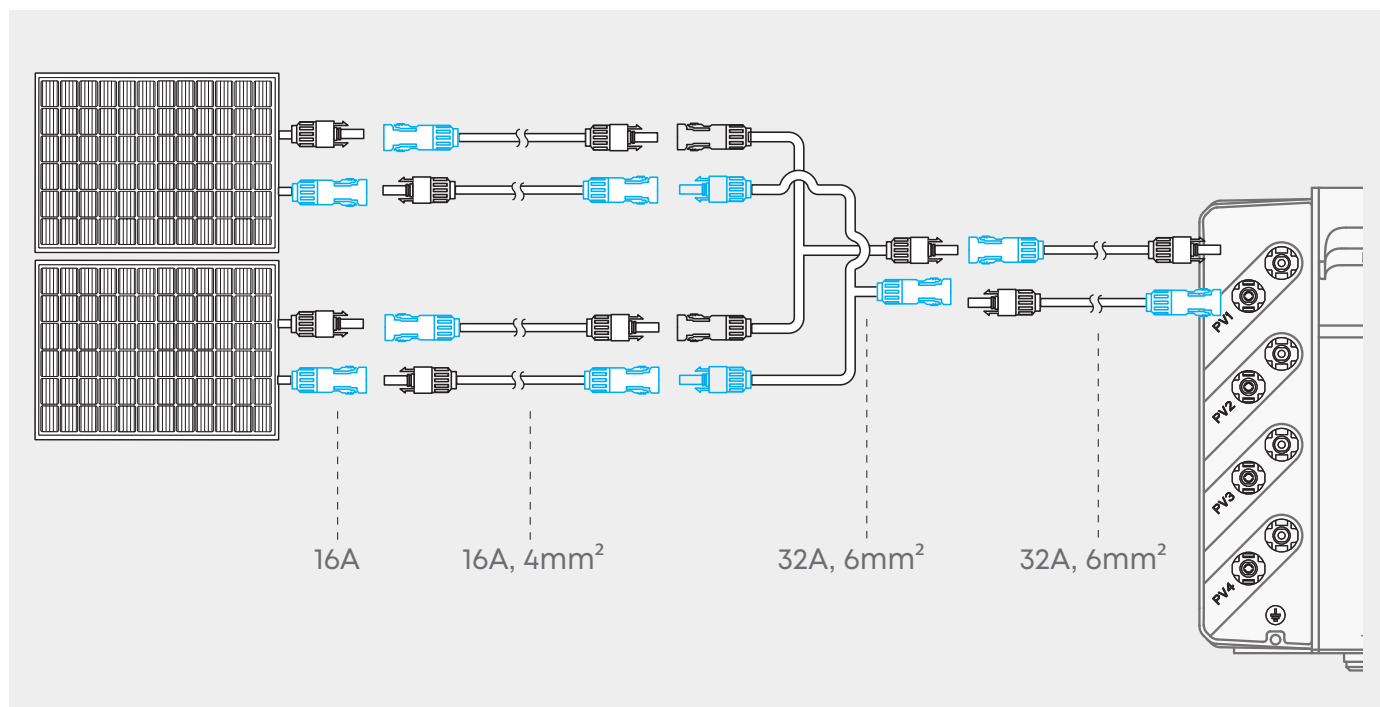 PV1
PV2
PV3
PV4
16A
16A, 4mm²
32A, 6mm²
32A, 6mm²